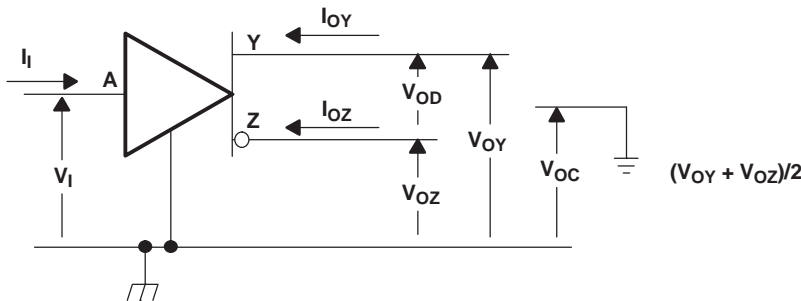 I_OY
I_I
A
Y
V_OD
Z
I_OZ
V_OY
V_I
V_OZ
V_OC
(V_OY + V_OZ)/2